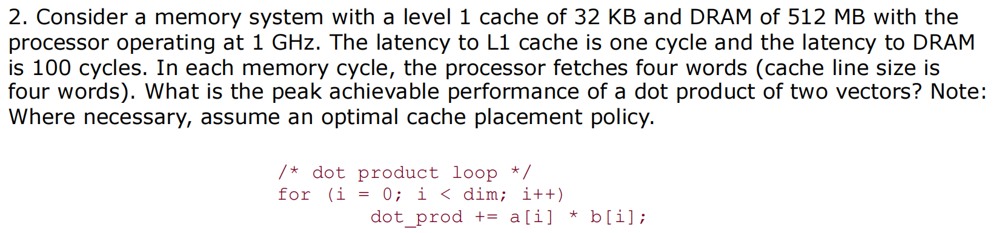 2. Consider a memory system with a level 1 cache of 32 KB and DRAM of 512 MB with the
processor operating at 1 GHz. The latency to L1 cache is one cycle and the latency to DRAM
is 100 cycles. In each memory cycle, the processor fetches four words (cache line size is
four words). What is the peak achievable performance of a dot product of two vectors? Note:
Where necessary, assume an optimal cache placement policy.
/* dot product loop */
for (i = 0; i < dim; i++)
dot_prod += a[i] * b[i];